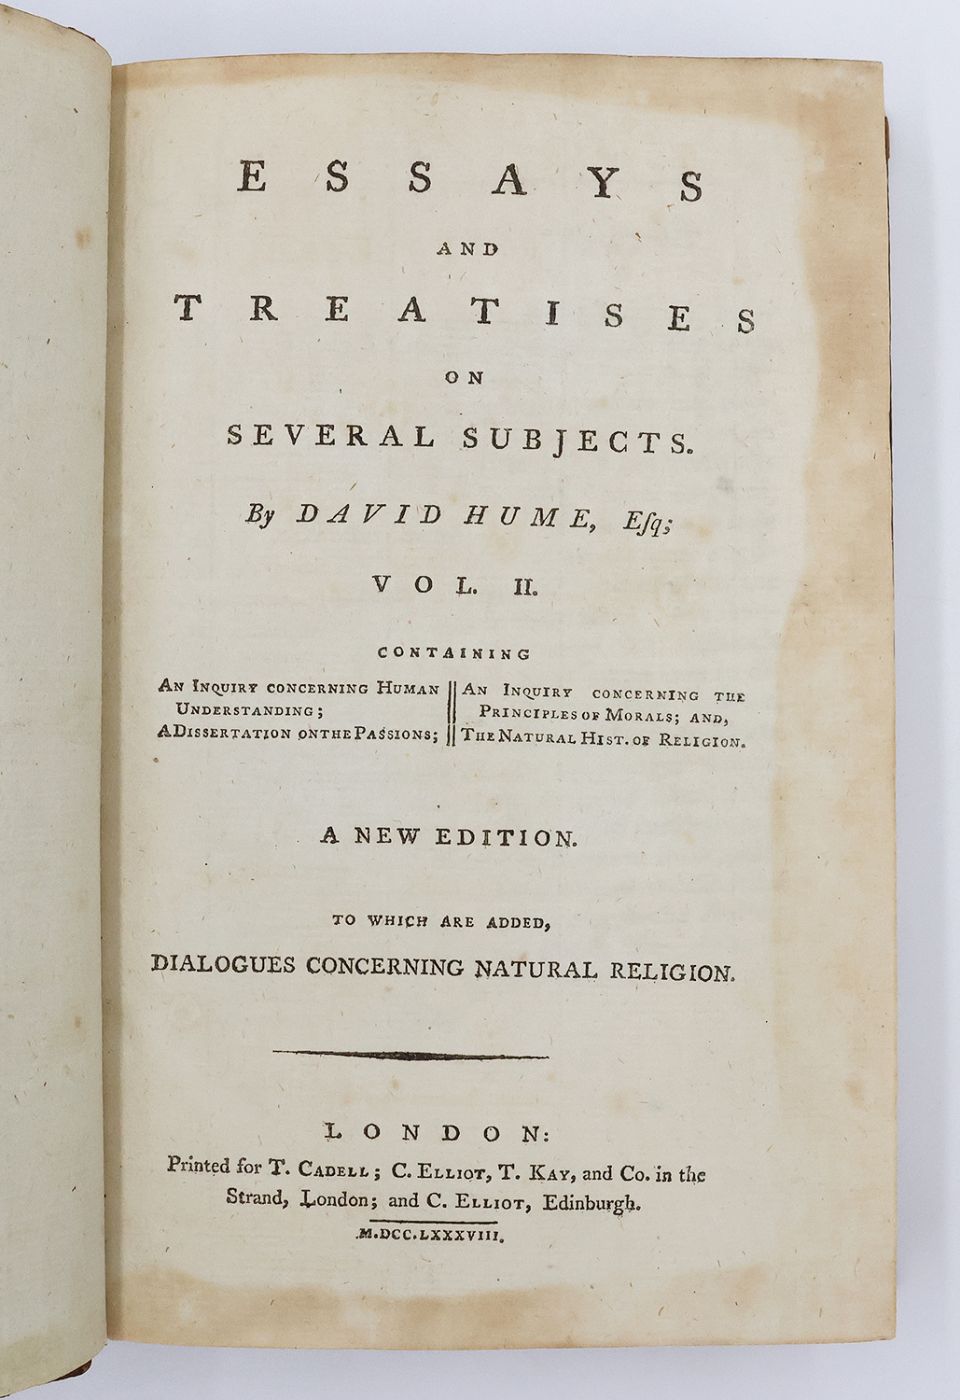 ESSAYS
AND
TREATISES
ON
SEVERAL SUBJECTS.
By DAVID HUME, Eſq;
VOL. II.
CONTAINING
AN INQUIRY CONCERNING HUMAN
UNDERSTANDING;
A DISSERTATION ON THE PASSIONS;
AN INQUIRY CONCERNING THE
PRINCIPLES OF MORALS; AND,
THE NATURAL HIST. OF RELIGION.
A NEW EDITION.
TO WHICH ARE ADDED,
DIALOGUES CONCERNING NATURAL RELIGION.
LONDON:
Printed for T. CADELL; C. ELLIOT, T. KAY, and Co. in the
Strand, London; and C. ELLIOT, Edinburgh.
M.DCC.LXXXVIII.